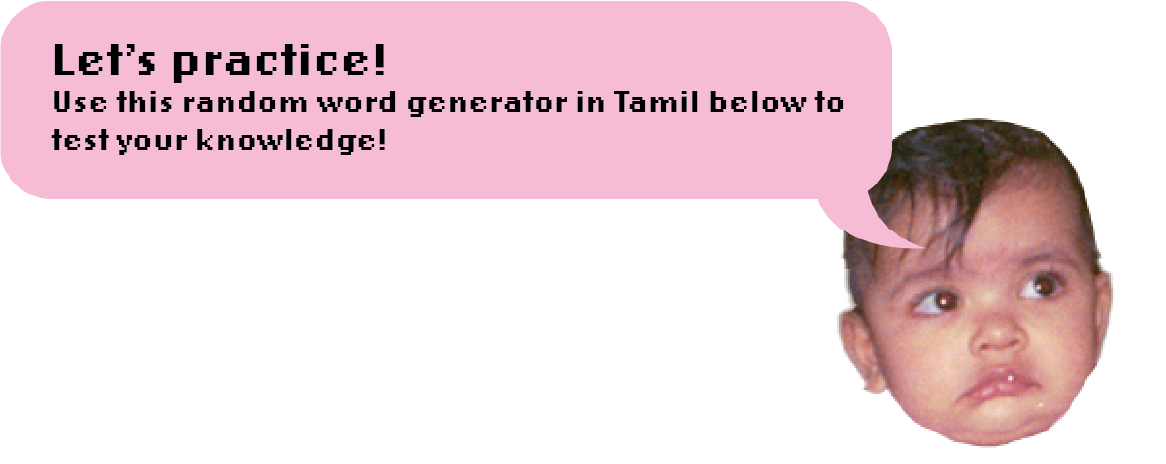 Let's practice!
Use this random word generator in Tamil below to
test your knowledge!